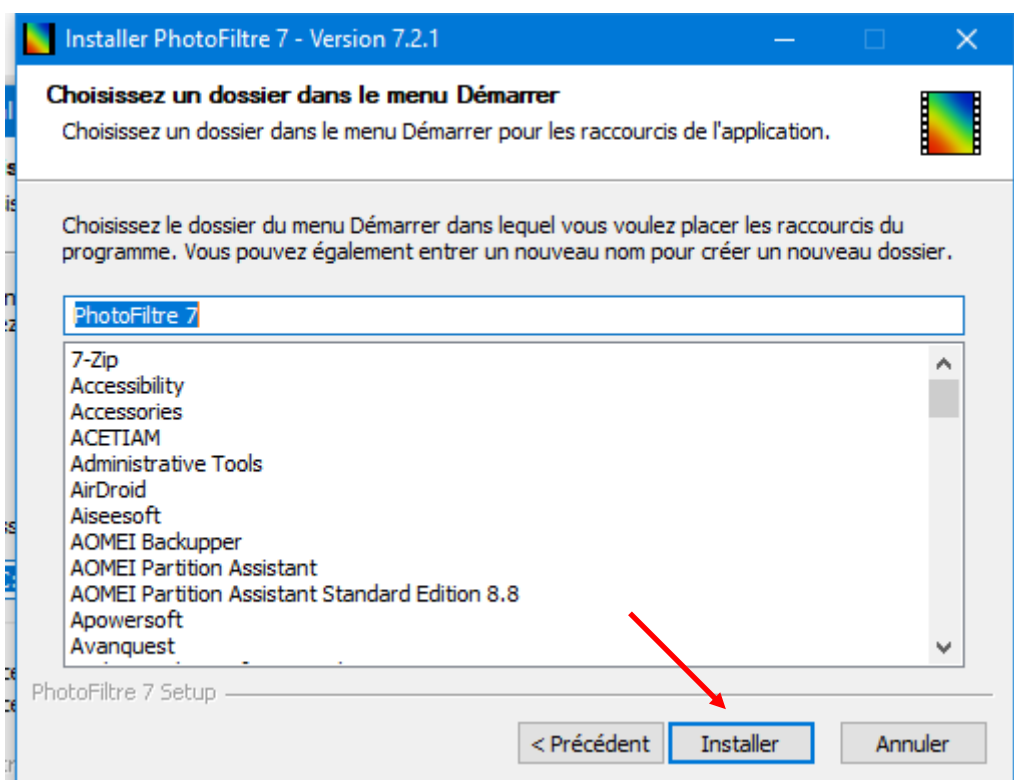 Installer PhotoFiltre 7 - Version 7.2.1
Choisissez un dossier dans le menu Démarrer
Choisissez un dossier dans le menu Démarrer pour les raccourcis de l'application.
Choisissez le dossier du menu Démarrer dans lequel vous voulez placer les raccourcis du
programme. Vous pouvez également entrer un nouveau nom pour créer un nouveau dossier.
PhotoFiltre 7
7-Zip
Accessibility
Accessories
ACETIAM
Administrative Tools
AirDroid
Aiseesoft
AOMEI Backupper
AOMEI Partition Assistant
AOMEI Partition Assistant Standard Edition 8.8
Apowersoft
Avanquest
PhotoFiltre 7 Setup
< Précédent
Installer
Annuler